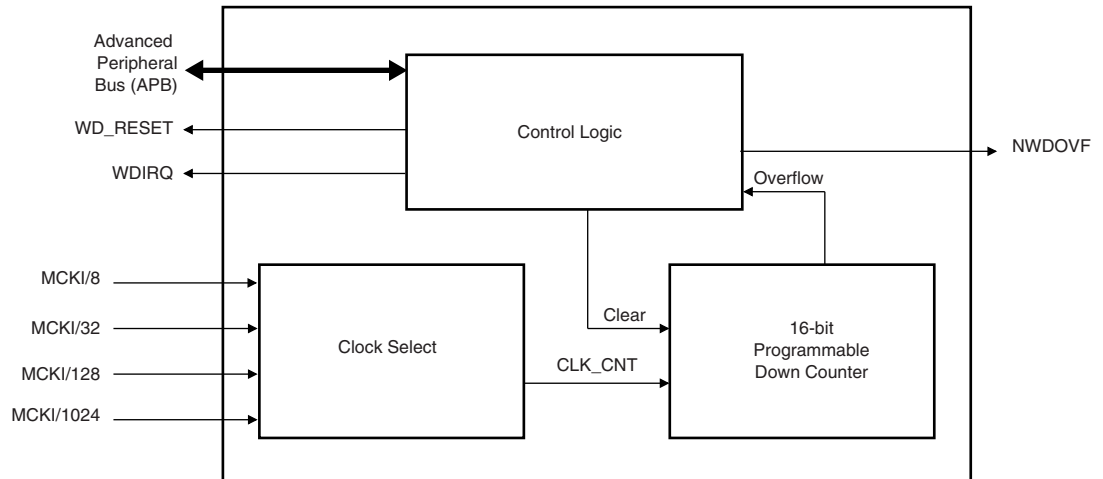 Advanced
Peripheral
Bus (APB)
WD_RESET
WDIRQ
Control Logic
NWDOVF
Overflow
MCKI/8
MCKI/32
MCKI/128
MCKI/1024
Clock Select
Clear
CLK_CNT
16-bit
Programmable
Down Counter